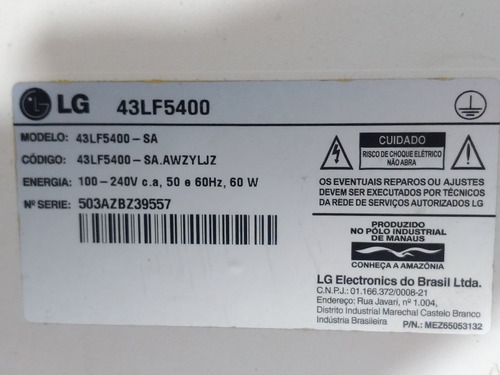 LG 43LF5400
MODELO: 43LF5400-SA
CÓDIGO: 43LF5400-SA.AWZYLJZ
ENERGIA: 100-240V c.a, 50 e 60Hz, 60 W
Nº SERIE: 503AZBZ39557
CUIDADO
RISCO DE CHOQUE ELÉTRICO
NÃO ABRA
OS EVENTUAIS REPAROS OU AJUSTES
DEVEM SER EXECUTADOS POR TÉCNICOS
DA REDE DE SERVIÇOS AUTORIZADOS LG
PRODUZIDO
NO PÓLO INDUSTRIAL
DE MANAUS
CONHEÇA A AMAZÔNIA
LG Electronics do Brasil Ltda.
C.N.P.J.: 01.166.372/0008-21
Endereço: Rua Javari, nº 1.004,
Distrito Industrial Marechal Castelo Branco
Indústria Brasileira P/N.: MEZ65053132